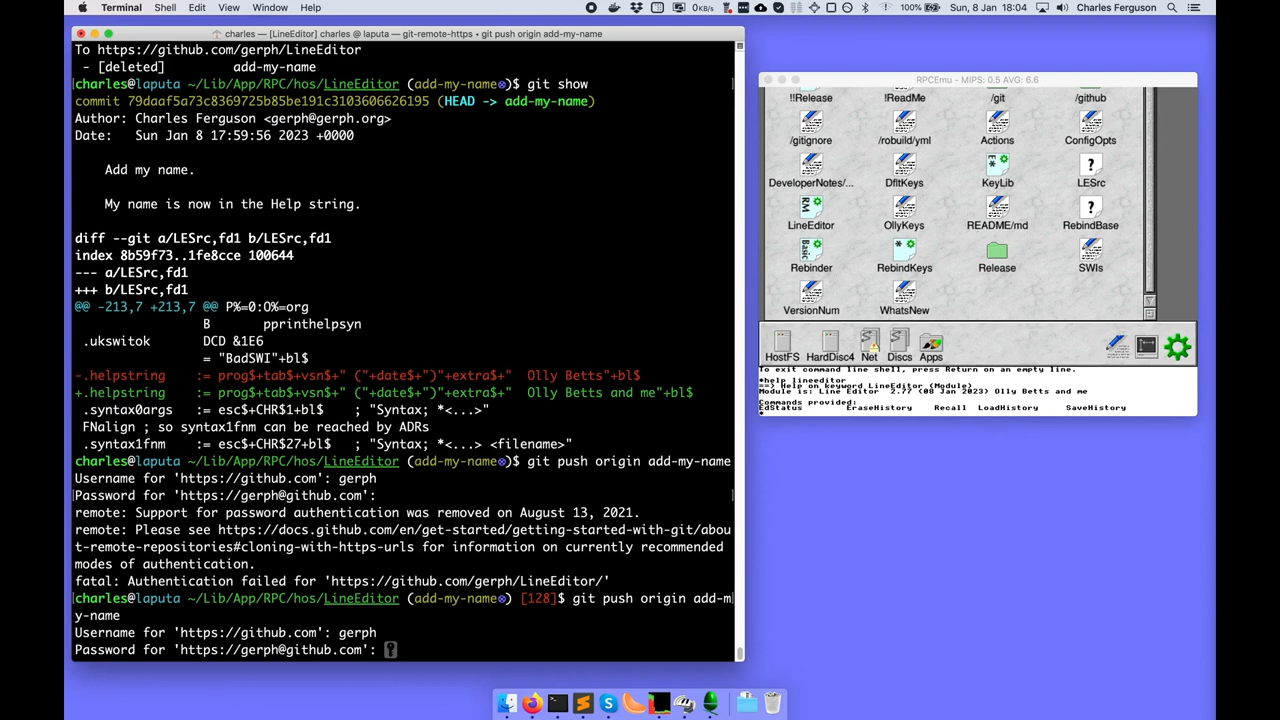 Terminal Shell Edit View Window Help 0KB/s 100% Sun, 8 Jan 18:04 Charles Ferguson
charles — [LineEditor] charles @ laputa — git-remote-https • git push origin add-my-name
To https://github.com/gerph/LineEditor
- [deleted] add-my-name
charles@laputa ~/Lib/App/RPC/hos/LineEditor (add-my-name⊗)$ git show
commit 79daaf5a73c8369725b85be191c3103606626195 (HEAD -> add-my-name)
Author: Charles Ferguson <gerph@gerph.org>
Date: Sun Jan 8 17:59:56 2023 +0000
Add my name.
My name is now in the Help string.
diff --git a/LESrc,fd1 b/LESrc,fd1
index 8b59f73..1fe8cce 100644
--- a/LESrc,fd1
+++ b/LESrc,fd1
@@ -213,7 +213,7 @@ P%=0:O%=org
B pprinthelpsyn
.ukswitok DCD &1E6
= "BadSWI"+bl$
-.helpstring := prog$+tab$+vsn$+" ("+date$+")"+extra$+" Olly Betts"+bl$
+.helpstring := prog$+tab$+vsn$+" ("+date$+")"+extra$+" Olly Betts and me"+bl$
.syntax0args := esc$+CHR$1+bl$ ; "Syntax; *<...>"
FNalign ; so syntax1fnm can be reached by ADRs
.syntax1fnm := esc$+CHR$27+bl$ ; "Syntax; *<...> <filename>"
charles@laputa ~/Lib/App/RPC/hos/LineEditor (add-my-name⊗)$ git push origin add-my-name
Username for 'https://github.com': gerph
Password for 'https://gerph@github.com':
remote: Support for password authentication was removed on August 13, 2021.
remote: Please see https://docs.github.com/en/get-started/getting-started-with-git/abou
t-remote-repositories#cloning-with-https-urls for information on currently recommended
modes of authentication.
fatal: Authentication failed for 'https://github.com/gerph/LineEditor/'
charles@laputa ~/Lib/App/RPC/hos/LineEditor (add-my-name⊗) [128]$ git push origin add-m
y-name
Username for 'https://github.com': gerph
Password for 'https://gerph@github.com':
RPCEmu - MIPS: 0.5 AVG: 6.6
!!Release !ReadMe /git /github
/gitignore /robuild/yml Actions ConfigOpts
DeveloperNotes/... DfltKeys KeyLib LESrc
LineEditor OllyKeys README/md RebindBase
Rebinder RebindKeys Release SWIs
VersionNum WhatsNew
HostFS HardDisc4 Net Discs Apps
To exit command line shell, press Return on an empty line.
*help lineeditor
==> Help on keyword LineEditor (Module)
Module is: Line Editor 2.77 (08 Jan 2023) Olly Betts and me
Commands provided:
EdStatus EraseHistory Recall LoadHistory SaveHistory
*